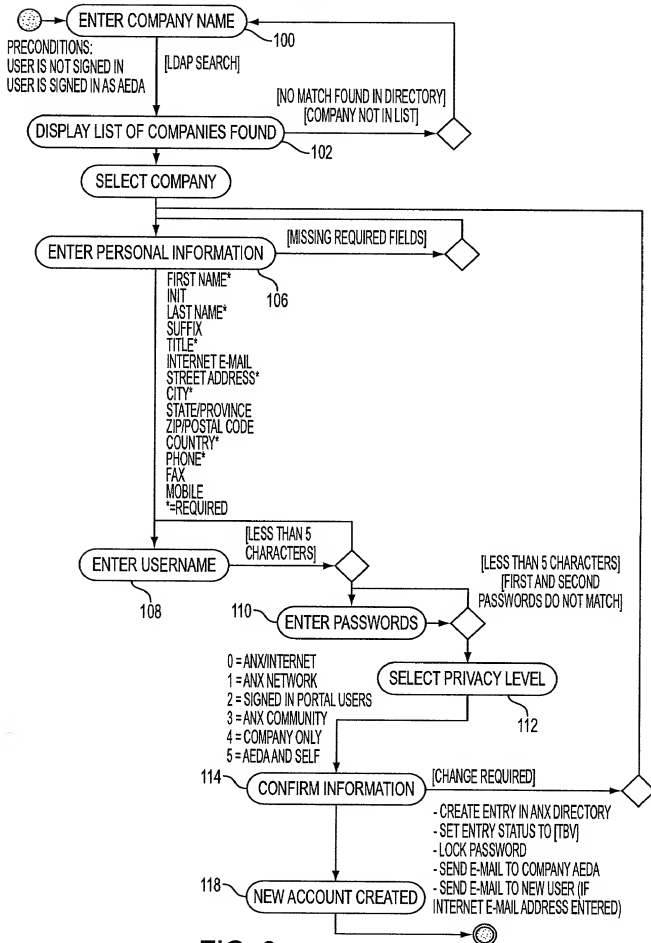 ENTER COMPANY NAME
100
PRECONDITIONS:
USER IS NOT SIGNED IN
USER IS SIGNED IN AS AEDA
[LDAP SEARCH]
[NO MATCH FOUND IN DIRECTORY]
[COMPANY NOT IN LIST]
DISPLAY LIST OF COMPANIES FOUND
102
SELECT COMPANY
ENTER PERSONAL INFORMATION
[MISSING REQUIRED FIELDS]
106
FIRST NAME*
INIT
LAST NAME*
SUFFIX
TITLE*
INTERNET E-MAIL
STREET ADDRESS*
CITY*
STATE/PROVINCE
ZIP/POSTAL CODE
COUNTRY*
PHONE*
FAX
MOBILE
*=REQUIRED
ENTER USERNAME
108
[LESS THAN 5
CHARACTERS]
[LESS THAN 5 CHARACTERS]
[FIRST AND SECOND
PASSWORDS DO NOT MATCH]
110
ENTER PASSWORDS
SELECT PRIVACY LEVEL
112
0 = ANX/INTERNET
1 = ANX NETWORK
2 = SIGNED IN PORTAL USERS
3 = ANX COMMUNITY
4 = COMPANY ONLY
5 = AEDA AND SELF
114
CONFIRM INFORMATION
[CHANGE REQUIRED]
- CREATE ENTRY IN ANX DIRECTORY
- SET ENTRY STATUS TO [TBV]
- LOCK PASSWORD
- SEND E-MAIL TO COMPANY AEDA
- SEND E-MAIL TO NEW USER (IF
INTERNET E-MAIL ADDRESS ENTERED)
118
NEW ACCOUNT CREATED